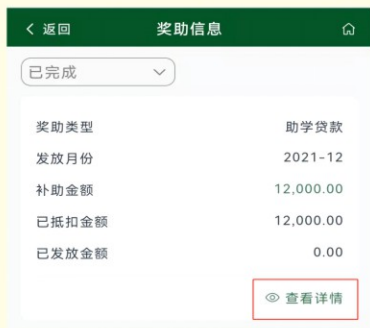 返回 奖助信息
已完成
奖助类型 助学贷款
发放月份 2021-12
补助金额 12,000.00
已抵扣金额 12,000.00
已发放金额 0.00
查看详情